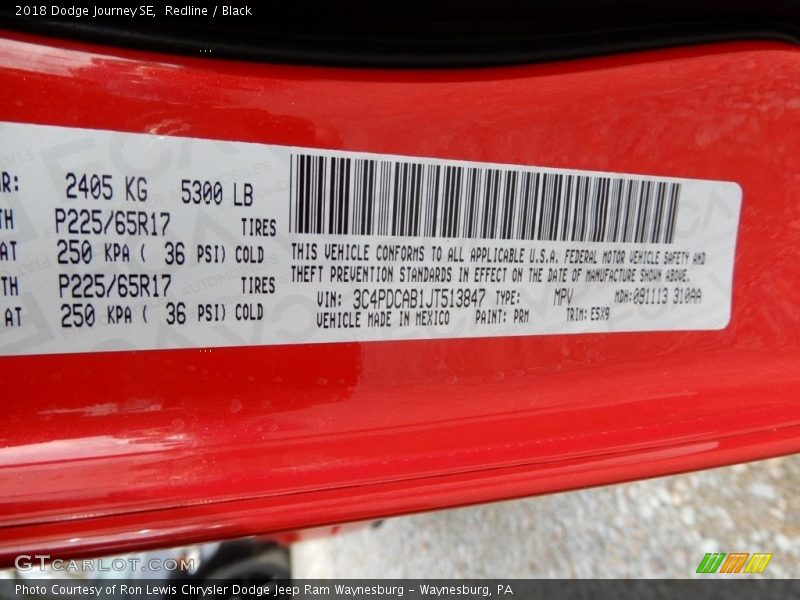 2018 Dodge Journey SE,  Redline / Black
R: 2405 KG 5300 LB
TH P225/65R17 TIRES
AT 250 KPA ( 36 PSI) COLD
TH P225/65R17 TIRES
AT 250 KPA ( 36 PSI) COLD
THIS VEHICLE CONFORMS TO ALL APPLICABLE U.S.A. FEDERAL MOTOR VEHICLE SAFETY AND
THEFT PREVENTION STANDARDS IN EFFECT ON THE DATE OF MANUFACTURE SHOWN ABOVE.
VIN: 3C4PDCAB1JT513847 TYPE: MPV MDH:091113 310AA
VEHICLE MADE IN MEXICO PAINT: PRM TRIM: E5X9
GTCarLot.com
Photo Courtesy of Ron Lewis Chrysler Dodge Jeep Ram Waynesburg - Waynesburg, PA